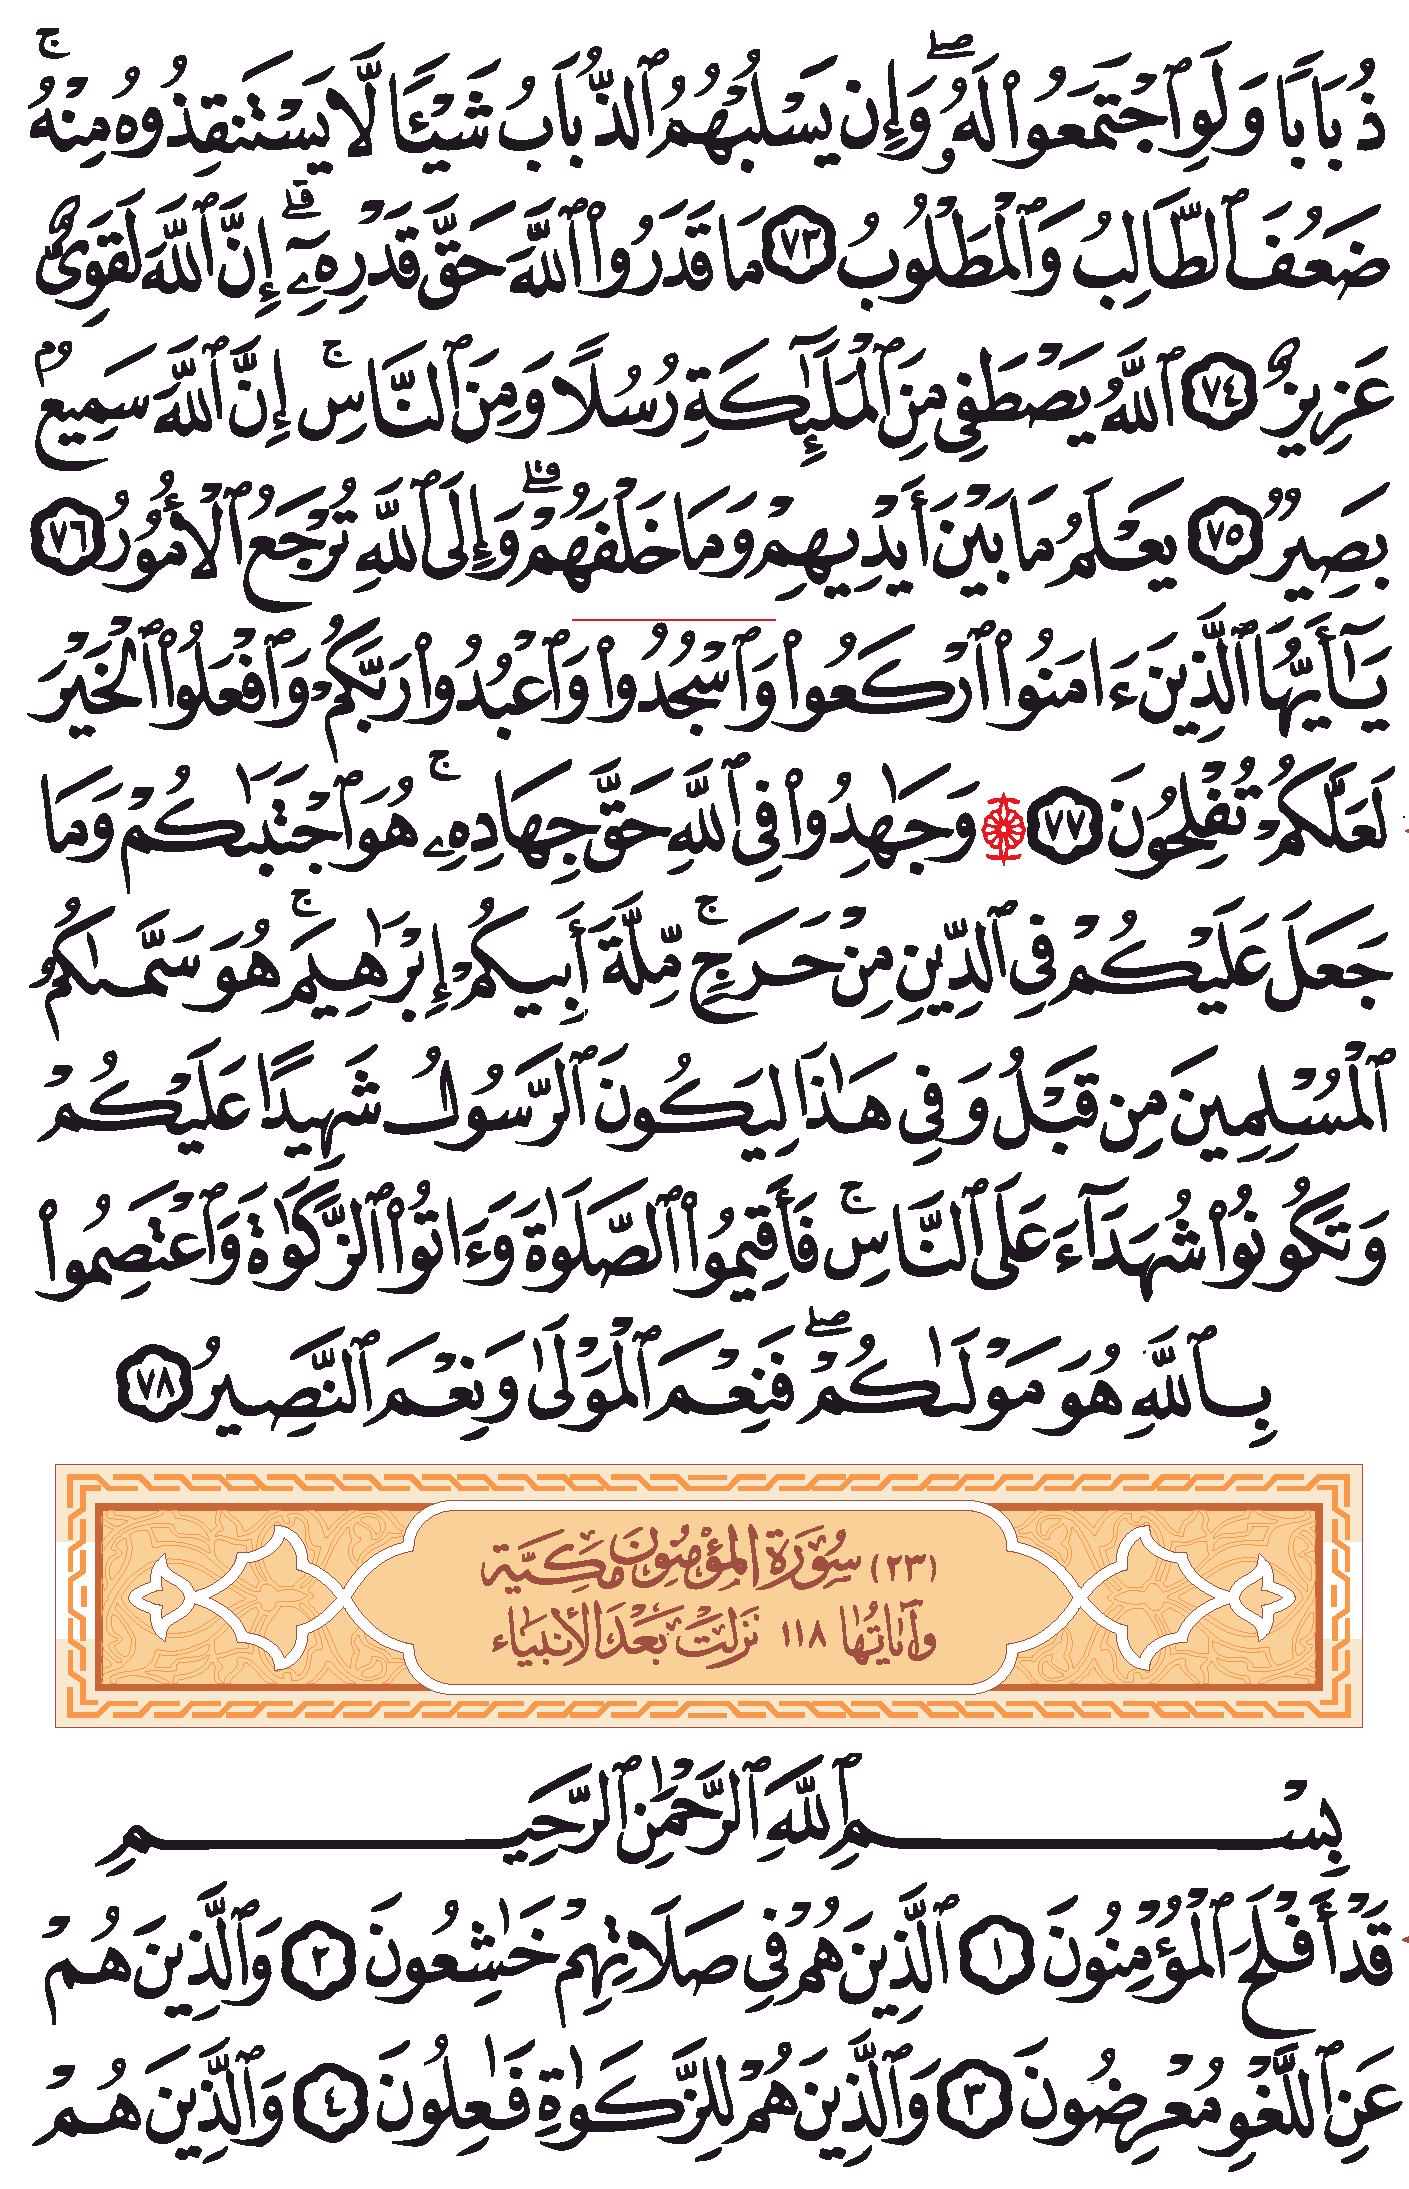 ذُبَابًا وَلَوِ ٱجْتَمَعُوا۟ لَهُۥ ۖ وَإِن يَسْلُبْهُمُ ٱلذُّبَابُ شَيْـًٔا لَّا يَسْتَنقِذُوهُ مِنْهُ ۚ
ضَعُفَ ٱلطَّالِبُ وَٱلْمَطْلُوبُ ٧٣ مَا قَدَرُوا۟ ٱللَّهَ حَقَّ قَدْرِهِۦٓ ۗ إِنَّ ٱللَّهَ لَقَوِىٌّ
عَزِيزٌ ٧٤ ٱللَّهُ يَصْطَفِى مِنَ ٱلْمَلَـٰٓئِكَةِ رُسُلًا وَمِنَ ٱلنَّاسِ ۚ إِنَّ ٱللَّهَ سَمِيعٌۢ
بَصِيرٌ ٧٥ يَعْلَمُ مَا بَيْنَ أَيْدِيهِمْ وَمَا خَلْفَهُمْ ۗ وَإِلَى ٱللَّهِ تُرْجَعُ ٱلْأُمُورُ ٧٦
يَـٰٓأَيُّهَا ٱلَّذِينَ ءَامَنُوا۟ ٱرْكَعُوا۟ وَٱسْجُدُوا۟ وَٱعْبُدُوا۟ رَبَّكُمْ وَٱفْعَلُوا۟ ٱلْخَيْرَ
لَعَلَّكُمْ تُفْلِحُونَ ٧٧ ۩ وَجَـٰهِدُوا۟ فِى ٱللَّهِ حَقَّ جِهَادِهِۦ ۚ هُوَ ٱجْتَبَىٰكُمْ وَمَا
جَعَلَ عَلَيْكُمْ فِى ٱلدِّينِ مِنْ حَرَجٍ ۚ مِّلَّةَ أَبِيكُمْ إِبْرَٰهِيمَ ۚ هُوَ سَمَّىٰكُمُ
ٱلْمُسْلِمِينَ مِن قَبْلُ وَفِى هَـٰذَا لِيَكُونَ ٱلرَّسُولُ شَهِيدًا عَلَيْكُمْ
وَتَكُونُوا۟ شُهَدَآءَ عَلَى ٱلنَّاسِ ۚ فَأَقِيمُوا۟ ٱلصَّلَوٰةَ وَءَاتُوا۟ ٱلزَّكَوٰةَ وَٱعْتَصِمُوا۟
بِٱللَّهِ هُوَ مَوْلَىٰكُمْ ۖ فَنِعْمَ ٱلْمَوْلَىٰ وَنِعْمَ ٱلنَّصِيرُ ٧٨
(٢٣) سُورَة المؤمنون مَكيَّة
وآياتها ١١٨ نزلت بَعْد الأنبياء
بِسْمِ ٱللَّهِ ٱلرَّحْمَـٰنِ ٱلرَّحِيمِ
قَدْ أَفْلَحَ ٱلْمُؤْمِنُونَ ١ ٱلَّذِينَ هُمْ فِى صَلَاتِهِمْ خَـٰشِعُونَ ٢ وَٱلَّذِينَ هُمْ
عَنِ ٱللَّغْوِ مُعْرِضُونَ ٣ وَٱلَّذِينَ هُمْ لِلزَّكَوٰةِ فَـٰعِلُونَ ٤ وَٱلَّذِينَ هُمْ